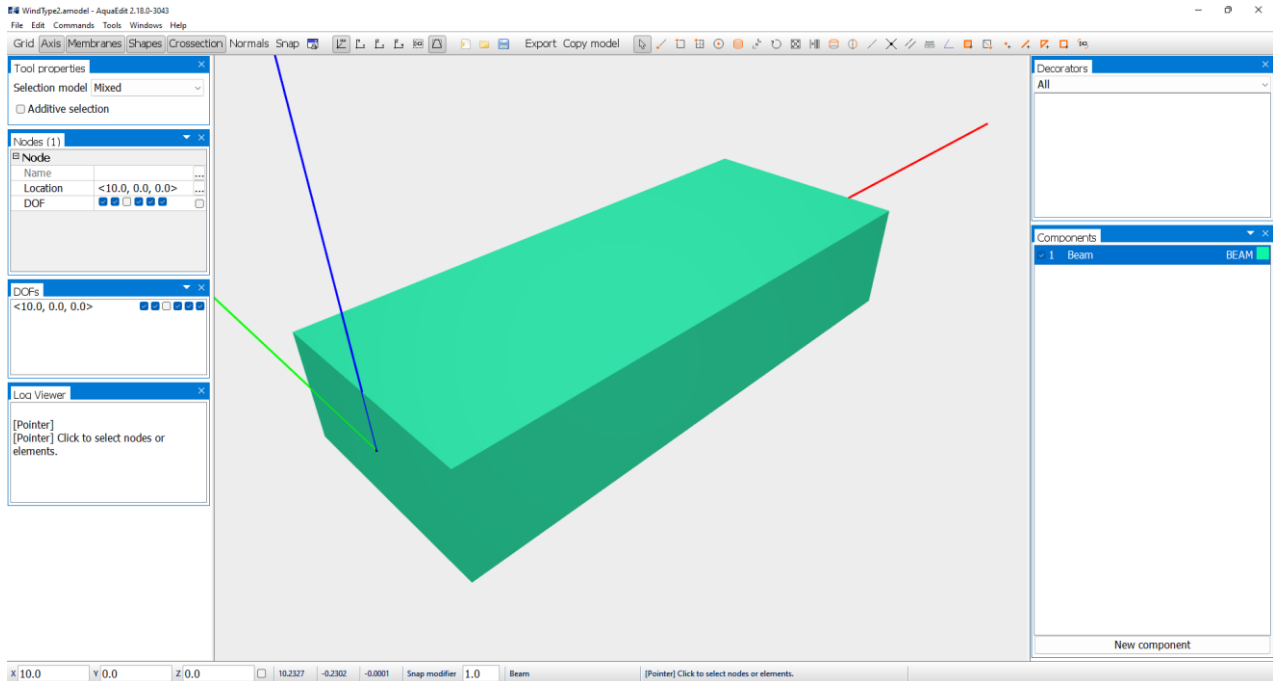 WindType2.amodel - AquaEdit 2.18.0-3043
File Edit Commands Tools Windows Help
Grid Axis Membranes Shapes Crossection Normals Snap Export Copy model
Tool properties
Selection model Mixed
Additive selection
Nodes (1)
Node
Name ...
Location <10.0, 0.0, 0.0> ...
DOF
DOFs
<10.0, 0.0, 0.0>
Log Viewer
[Pointer]
[Pointer] Click to select nodes or
elements.
Decorators
All
Components
1 Beam BEAM
New component
X 10.0 Y 0.0 Z 0.0 10.2327 -0.2302 -0.0001 Snap modifier 1.0 Beam [Pointer] Click to select nodes or elements.